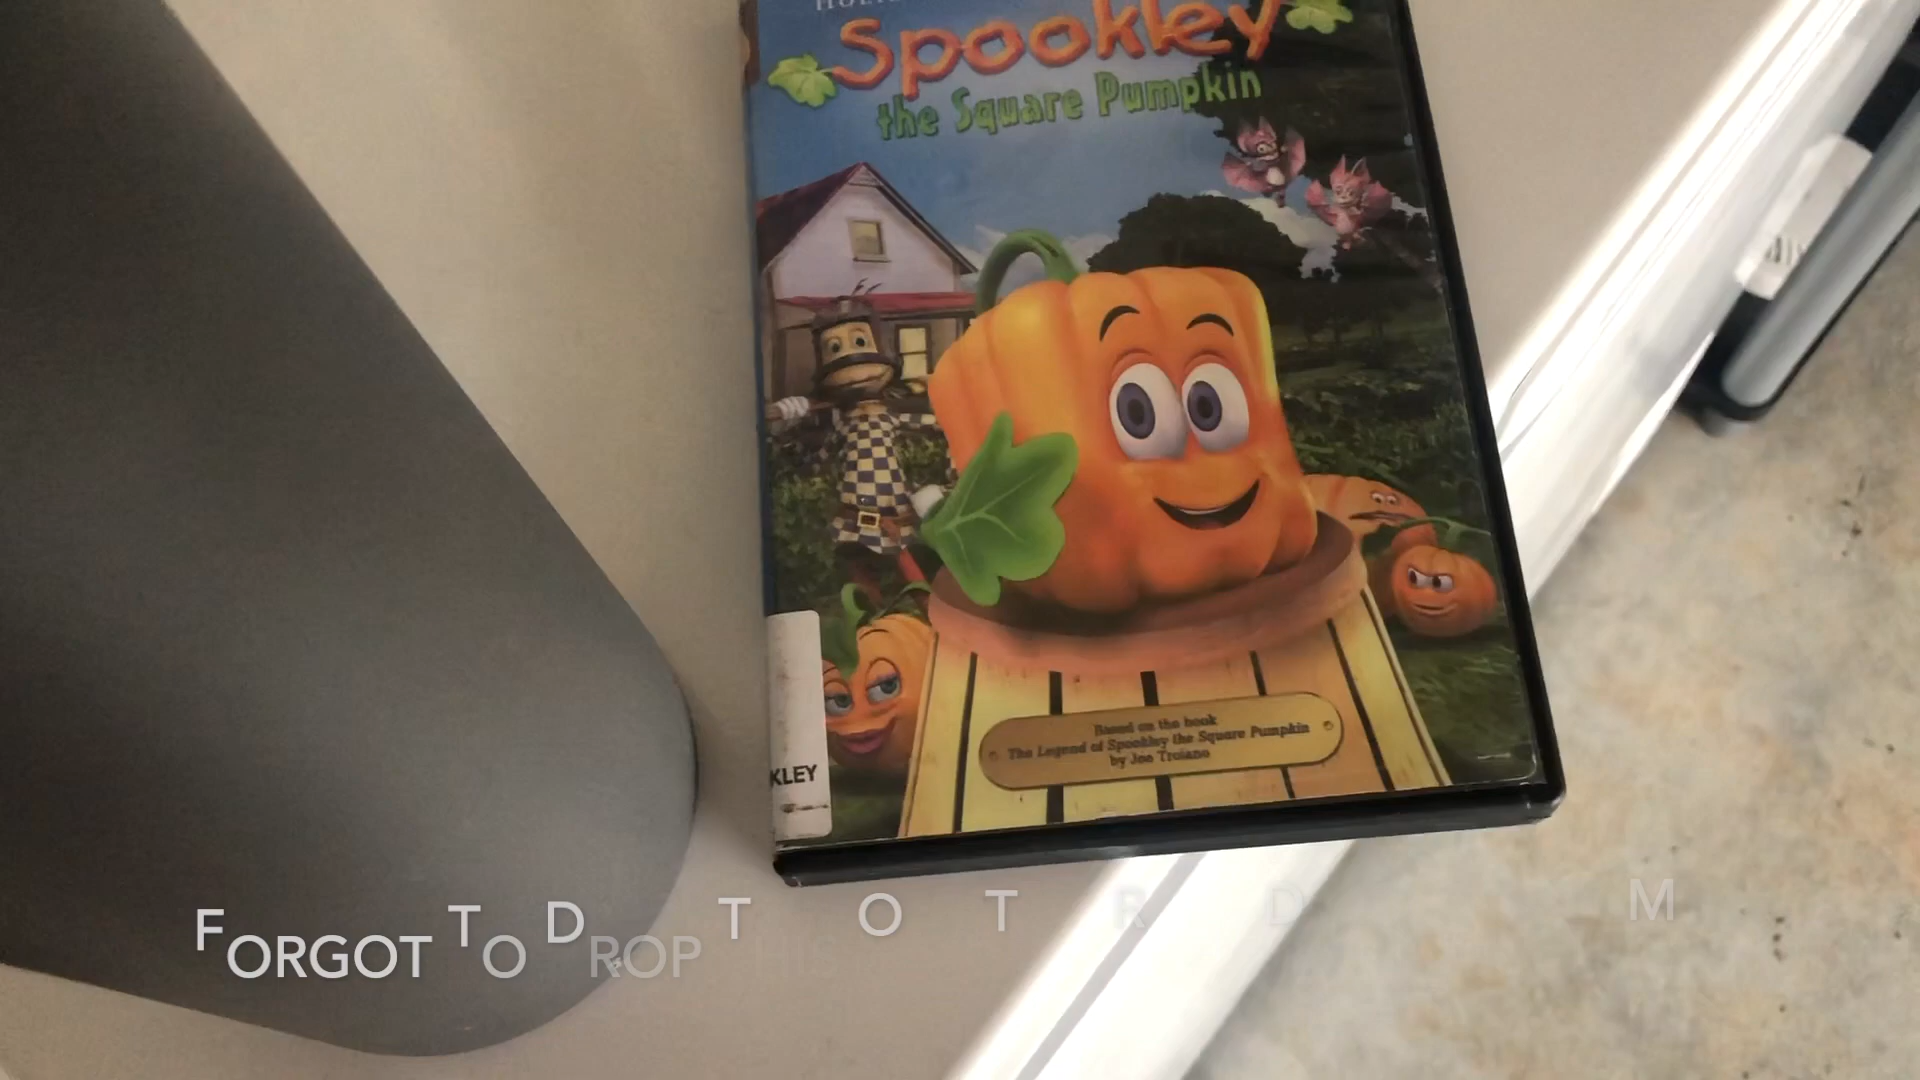 Spookley
the Square Pumpkin
KLEY
Based on the book
The Legend of Spookley the Square Pumpkin
by Joe Troiano
FORGOT TO DROP THIS